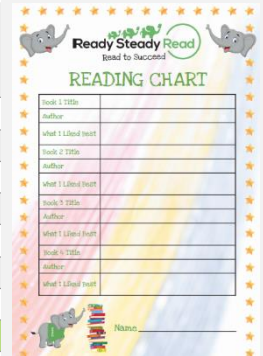 Ready Steady Read
Read to Succeed
READING CHART
Book 1 Title
Author
What I Liked Best
Book 2 Title
Author
What I Liked Best
Book 3 Title
Author
What I Liked Best
Book 4 Title
Author
What I Liked Best
Name